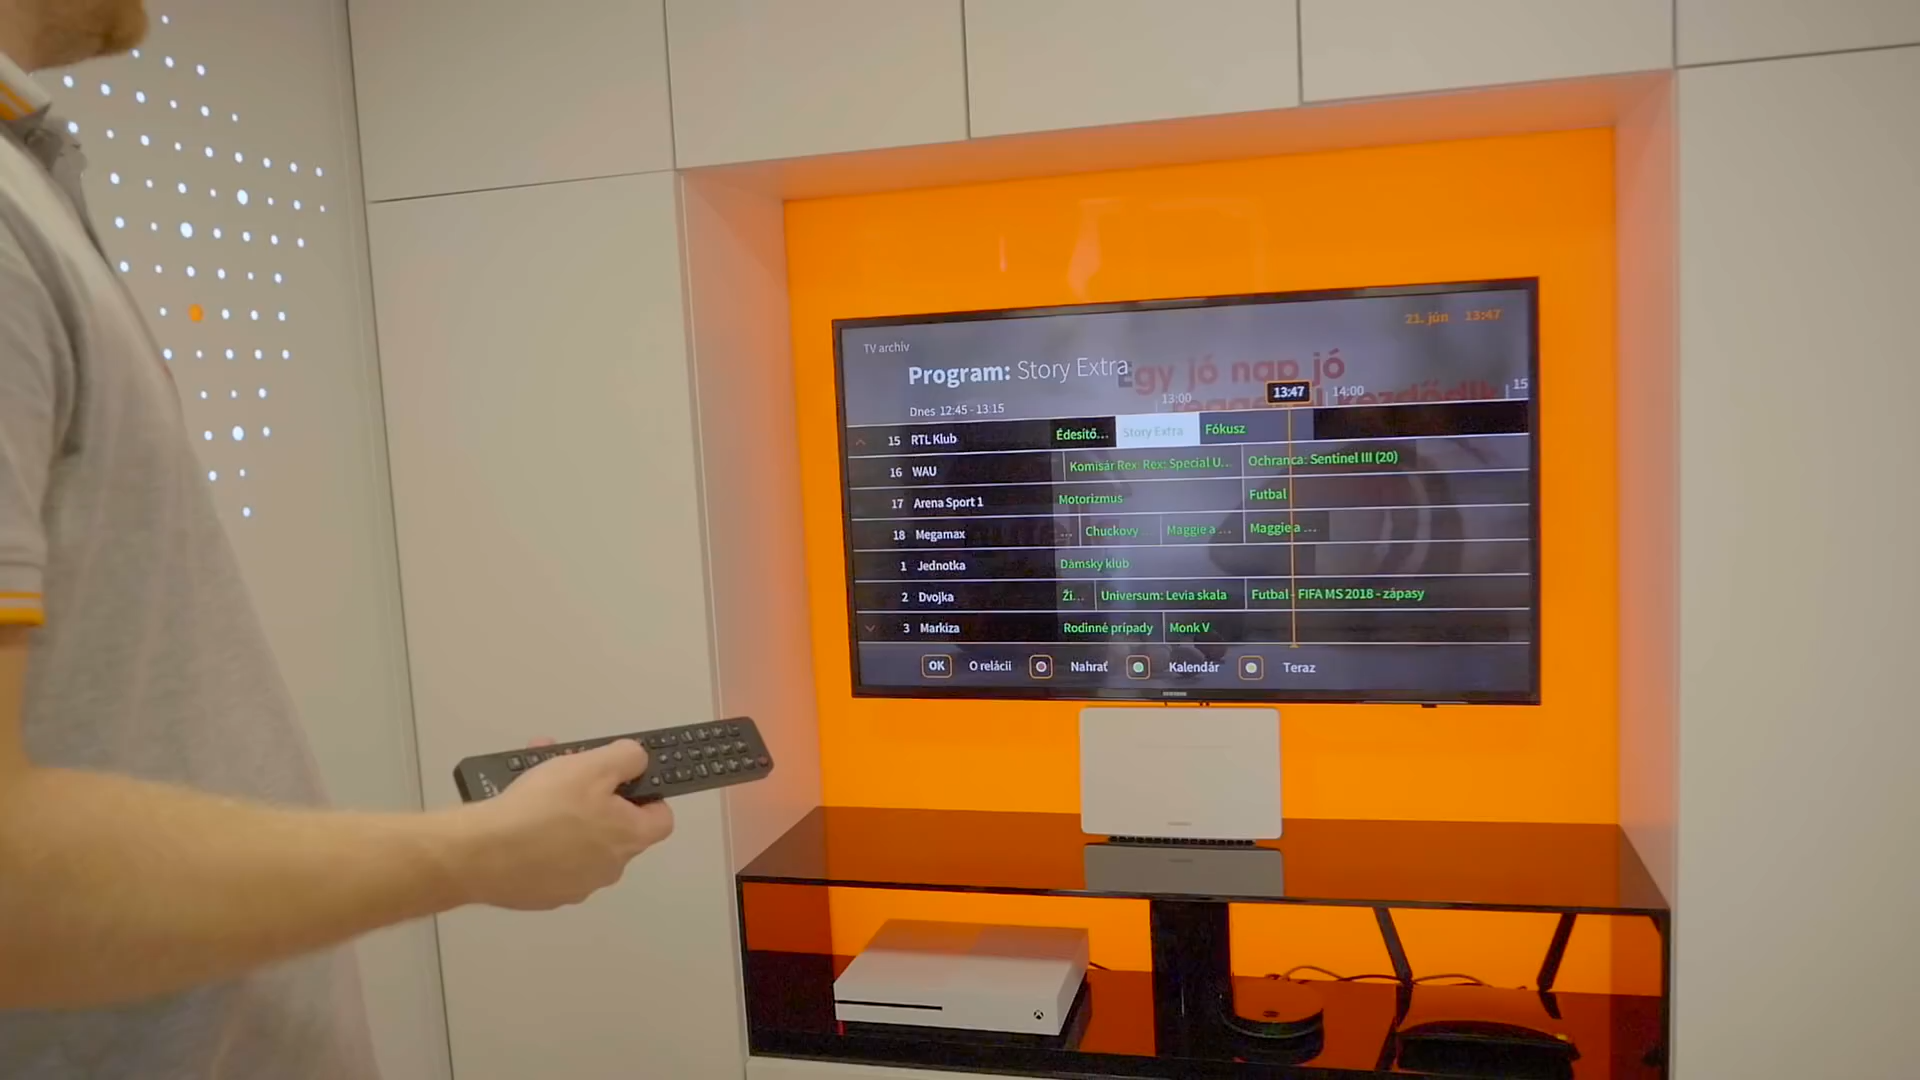 21. jún 13:47
TV archív
Program: Story Extra
Egy jó nap jó
Dnes 12:45 - 13:15
13:00 13:47 14:00 15
15 RTL Klub Édesítő... Story Extra Fókusz
16 WAU Komisár Rex: Rex: Special U... Ochranca: Sentinel III (20)
17 Arena Sport 1 Motorizmus Futbal
18 Megamax ... Chuckovy ... Maggie a ... Maggie a ...
1 Jednotka Dámsky klub
2 Dvojka Ži... Universum: Levia skala Futbal - FIFA MS 2018 - zápasy
3 Markíza Rodinné prípady Monk V
OK O relácii Nahrať Kalendár Teraz
SAMSUNG